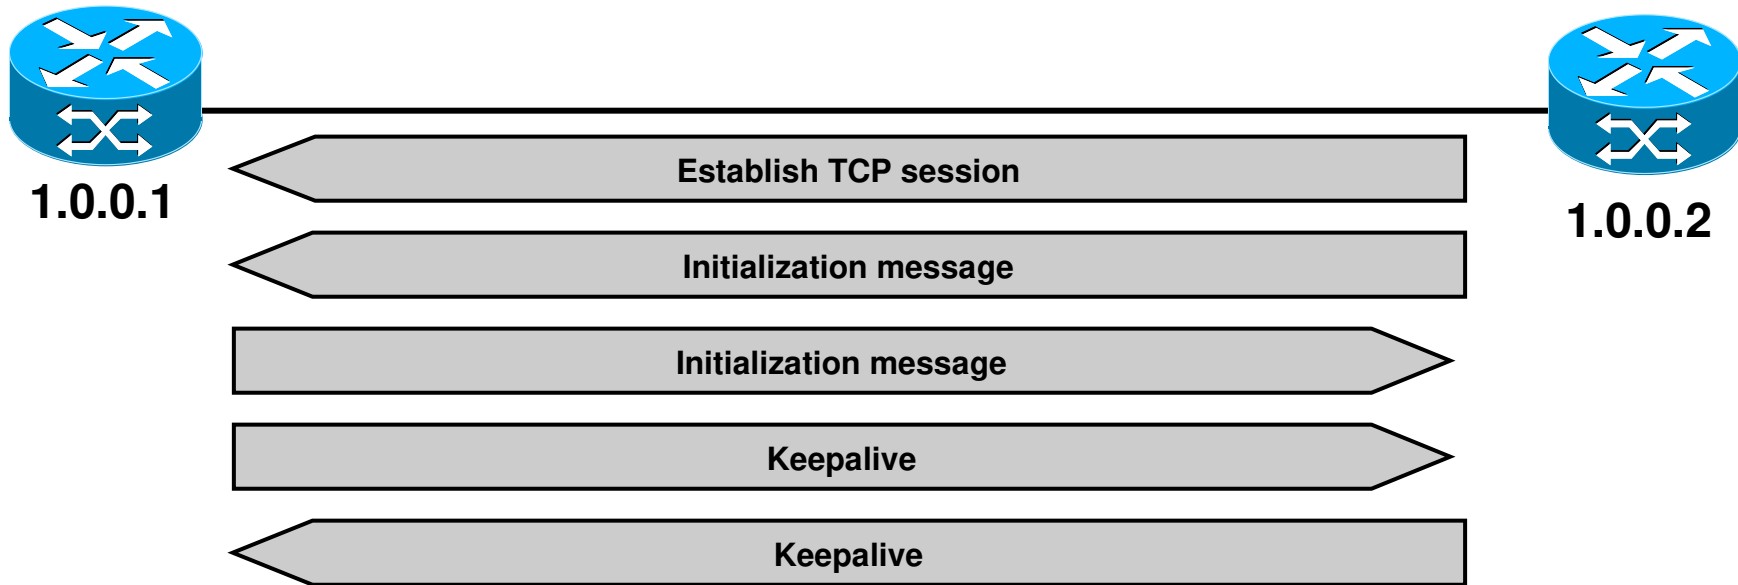 1.0.0.1
1.0.0.2
Establish TCP session
Initialization message
Initialization message
Keepalive
Keepalive